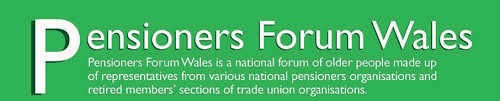 Pensioners Forum Wales
Pensioners Forum Wales is a national forum of older people made up
of representatives from various national pensioners organisations and
retired members' sections of trade union organisations.